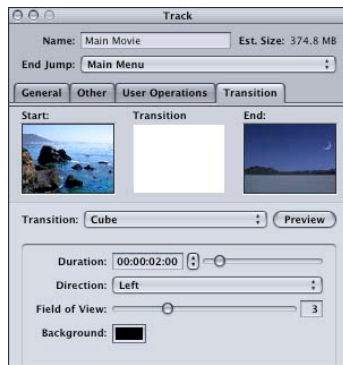 Track
Name: Main Movie Est. Size: 374.8 MB
End Jump: Main Menu
General Other User Operations Transition
Start: Transition End:
Transition: Cube Preview
Duration: 00:00:02:00
Direction: Left
Field of View: 3
Background: